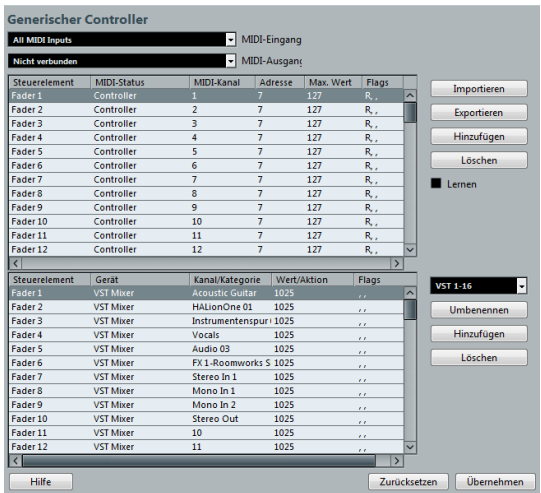 Generischer Controller
All MIDI Inputs MIDI-Eingang
Nicht verbunden MIDI-Ausgang
Steuerelement MIDI-Status MIDI-Kanal Adresse Max. Wert Flags
Fader 1 Controller 1 7 127 R, ,
Fader 2 Controller 2 7 127 R, ,
Fader 3 Controller 3 7 127 R, ,
Fader 4 Controller 4 7 127 R, ,
Fader 5 Controller 5 7 127 R, ,
Fader 6 Controller 6 7 127 R, ,
Fader 7 Controller 7 7 127 R, ,
Fader 8 Controller 8 7 127 R, ,
Fader 9 Controller 9 7 127 R, ,
Fader 10 Controller 10 7 127 R, ,
Fader 11 Controller 11 7 127 R, ,
Fader 12 Controller 12 7 127 R, ,
Importieren
Exportieren
Hinzufügen
Löschen
Lernen
Steuerelement Gerät Kanal/Kategorie Wert/Aktion Flags
Fader 1 VST Mixer Acoustic Guitar 1025 , ,
Fader 2 VST Mixer HALionOne 01 1025 , ,
Fader 3 VST Mixer Instrumentenspur 1025 , ,
Fader 4 VST Mixer Vocals 1025 , ,
Fader 5 VST Mixer Audio 03 1025 , ,
Fader 6 VST Mixer FX 1-Roomworks S 1025 , ,
Fader 7 VST Mixer Stereo In 1 1025 , ,
Fader 8 VST Mixer Mono In 1 1025 , ,
Fader 9 VST Mixer Mono In 2 1025 , ,
Fader 10 VST Mixer Stereo Out 1025 , ,
Fader 11 VST Mixer 10 1025 , ,
Fader 12 VST Mixer 11 1025 , ,
VST 1-16
Umbenennen
Hinzufügen
Löschen
Hilfe Zurücksetzen Übernehmen